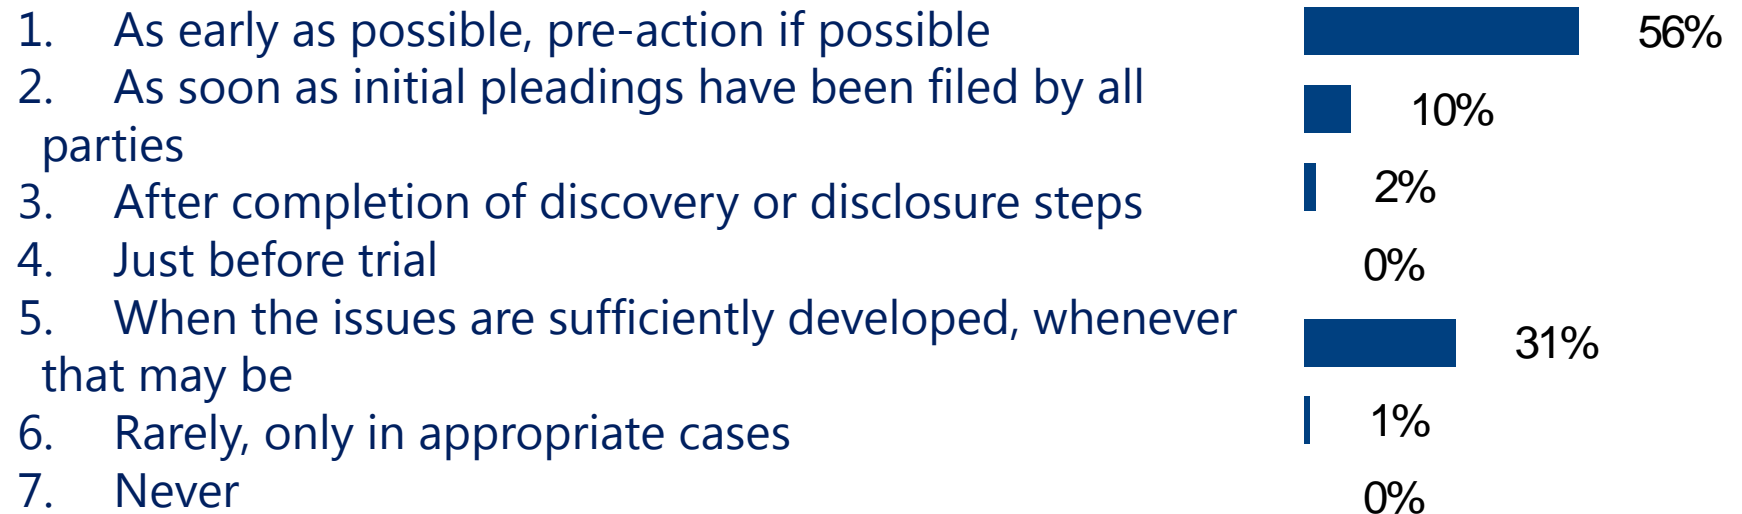 1. As early as possible, pre-action if possible 56%
2. As soon as initial pleadings have been filed by all
parties 10%
3. After completion of discovery or disclosure steps 2%
4. Just before trial 0%
5. When the issues are sufficiently developed, whenever
that may be 31%
6. Rarely, only in appropriate cases 1%
7. Never 0%